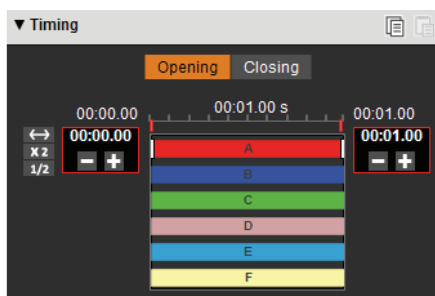 ▼ Timing
Opening Closing
00:00.00 00:01.00 s 00:01.00
↔ 00:00.00 00:01.00
X 2 − + − +
1/2
A
B
C
D
E
F